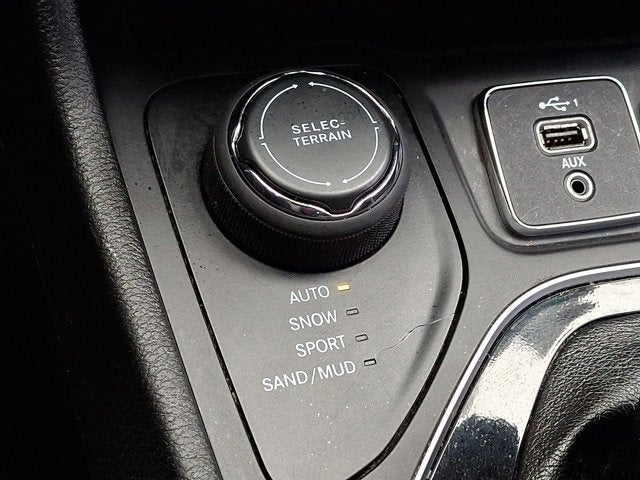 SELEC-
TERRAIN
1
AUX
AUTO
SNOW
SPORT
SAND/MUD